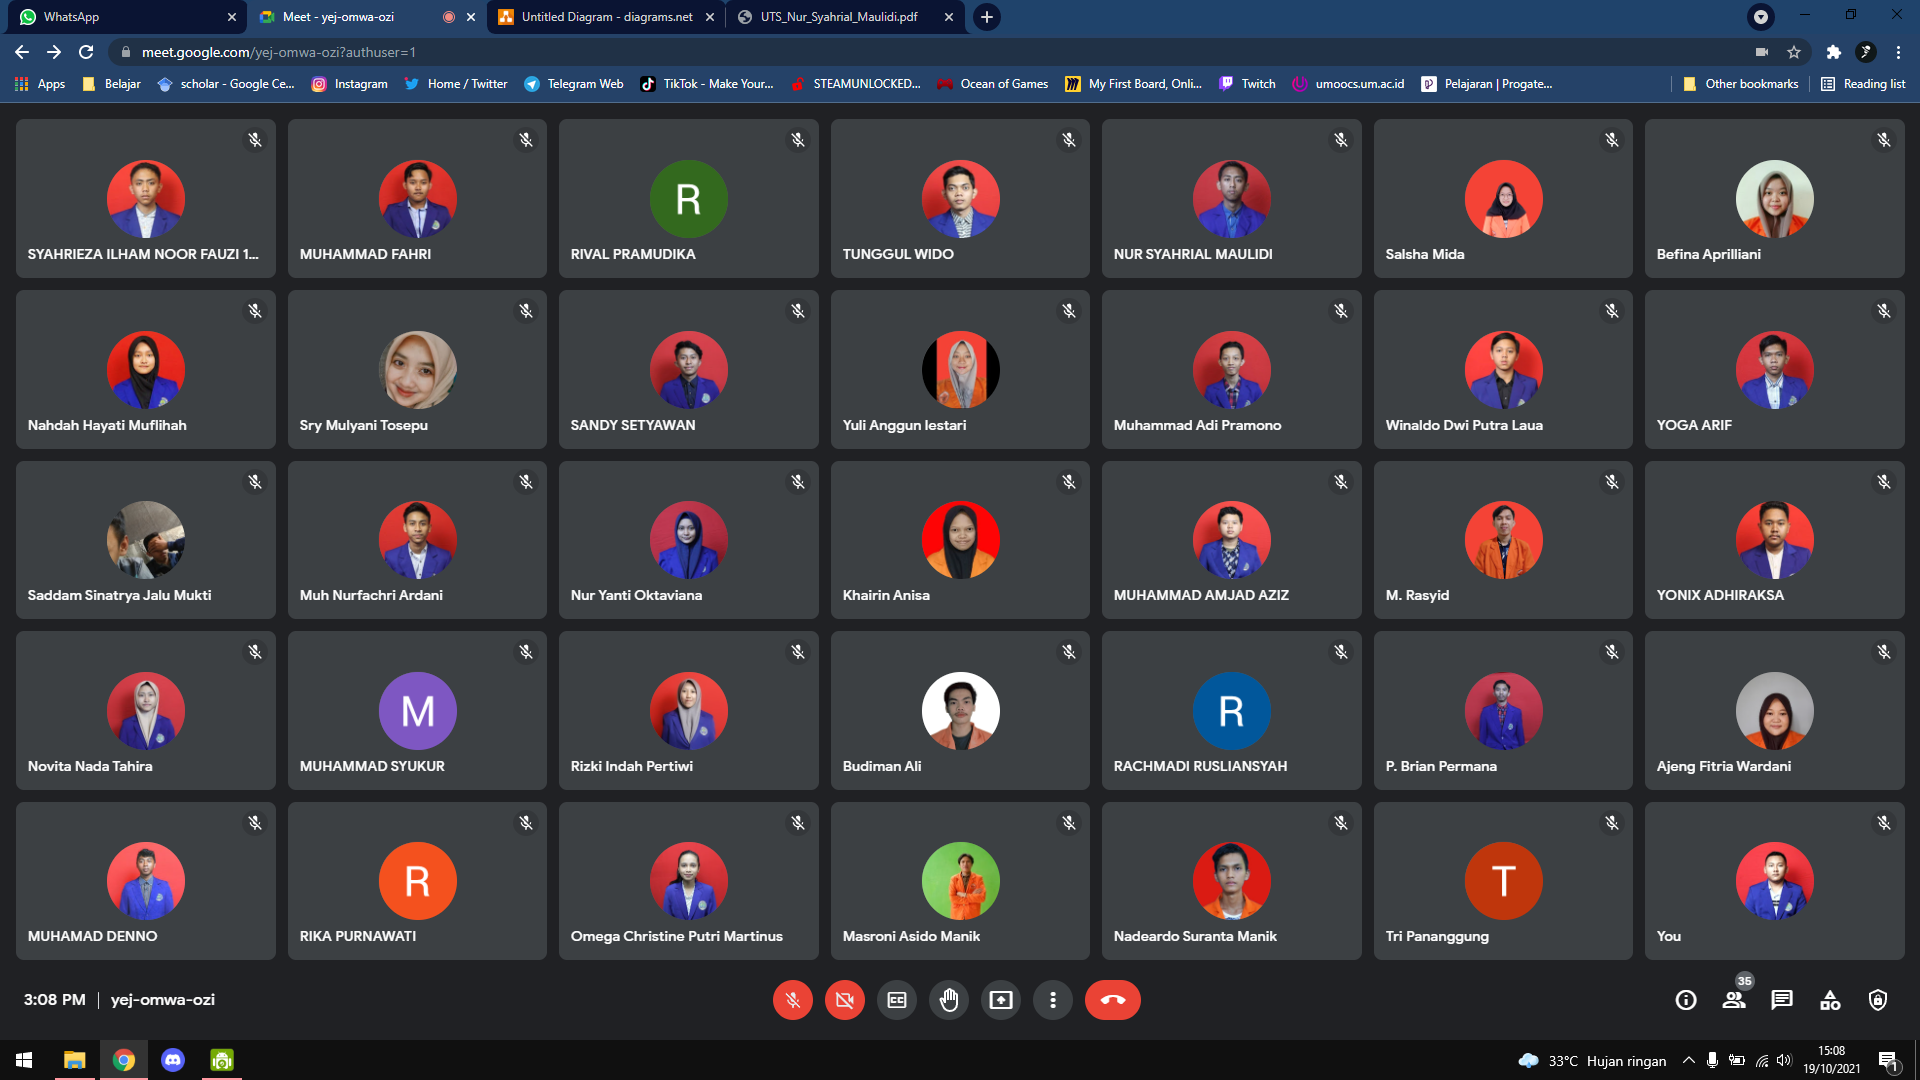 WhatsApp
Meet - yej-omwa-ozi
Untitled Diagram - diagrams.net
UTS_Nur_Syahrial_Maulidi.pdf
meet.google.com/yej-omwa-ozi?authuser=1
Apps
Belajar
scholar - Google Ce...
Instagram
Home / Twitter
Telegram Web
TikTok - Make Your...
STEAMUNLOCKED...
Ocean of Games
My First Board, Onli...
Twitch
umoocs.um.ac.id
Pelajaran | Progate...
Other bookmarks
Reading list
SYAHRIEZA ILHAM NOOR FAUZI 1...
MUHAMMAD FAHRI
R
RIVAL PRAMUDIKA
TUNGGUL WIDO
NUR SYAHRIAL MAULIDI
Salsha Mida
Befina Aprilliani
Nahdah Hayati Muflihah
Sry Mulyani Tosepu
SANDY SETYAWAN
Yuli Anggun lestari
Muhammad Adi Pramono
Winaldo Dwi Putra Laua
YOGA ARIF
Saddam Sinatrya Jalu Mukti
Muh Nurfachri Ardani
Nur Yanti Oktaviana
Khairin Anisa
MUHAMMAD AMJAD AZIZ
M. Rasyid
YONIX ADHIRAKSA
Novita Nada Tahira
M
MUHAMMAD SYUKUR
Rizki Indah Pertiwi
Budiman Ali
R
RACHMADI RUSLIANSYAH
P. Brian Permana
Ajeng Fitria Wardani
MUHAMAD DENNO
R
RIKA PURNAWATI
Omega Christine Putri Martinus
Masroni Asido Manik
Nadeardo Suranta Manik
T
Tri Pananggung
You
3:08 PM | yej-omwa-ozi
CC
35
33°C Hujan ringan
15:08
19/10/2021
1